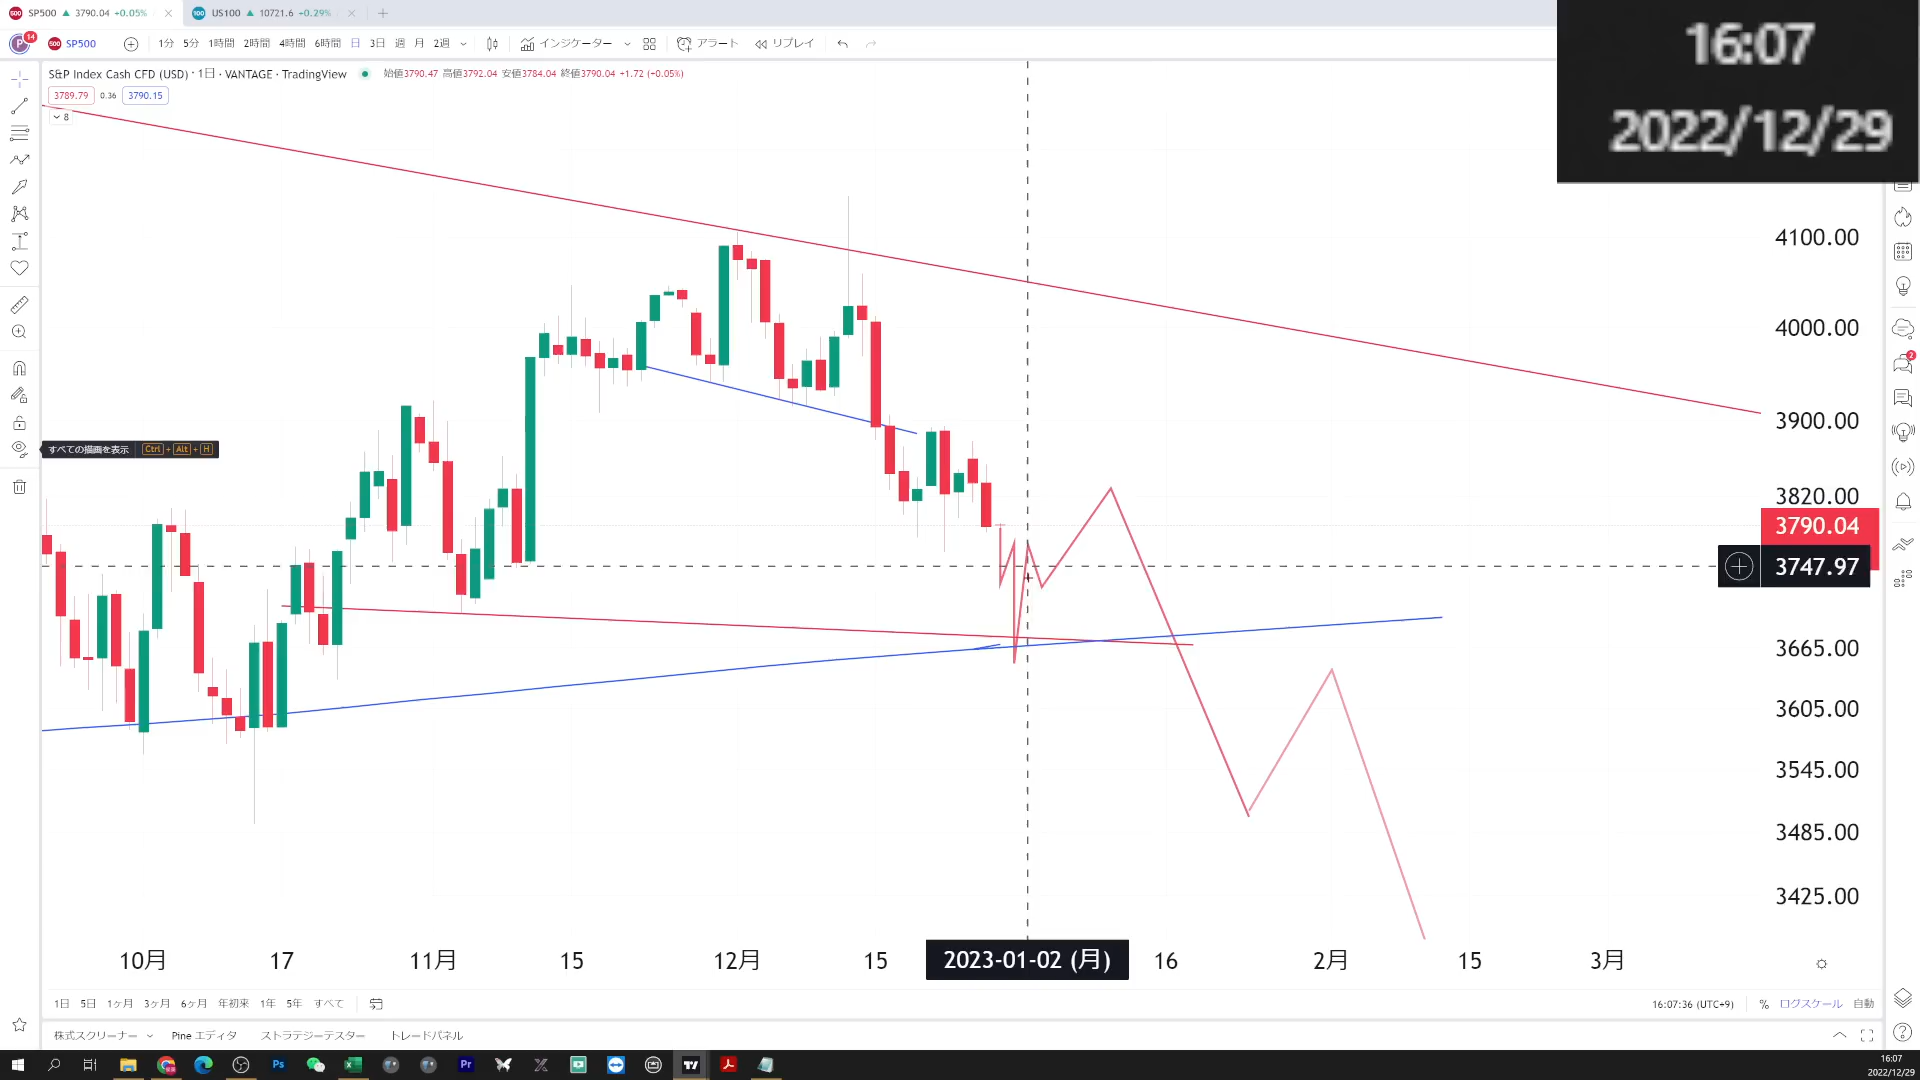 SP500 ▲ 3790.04 +0.05% ×
US100 ▲ 10721.6 +0.29% ×
16:07
2022/12/29
P 14
500 SP500
1分 5分 1時間 2時間 4時間 6時間 日 3日 週 月 2週
インジケーター
アラート
リプレイ
S&P Index Cash CFD (USD) · 1日 · VANTAGE · TradingView
始値3790.47 高値3792.04 安値3784.04 終値3790.04 +1.72 (+0.05%)
3789.79 0.36 3790.15
8
すべての描画を表示 Ctrl + Alt + H
4100.00
4000.00
3900.00
3820.00
3790.04
3747.97
3665.00
3605.00
3545.00
3485.00
3425.00
2
10月 17 11月 15 12月 15 2023-01-02 (月) 16 2月 15 3月
1日 5日 1ヶ月 3ヶ月 6ヶ月 年初来 1年 5年 すべて
16:07:36 (UTC+9) % ログスケール 自動
株式スクリーナー Pine エディタ ストラテジーテスター トレードパネル
Ps
Pr
16:07
2022/12/29